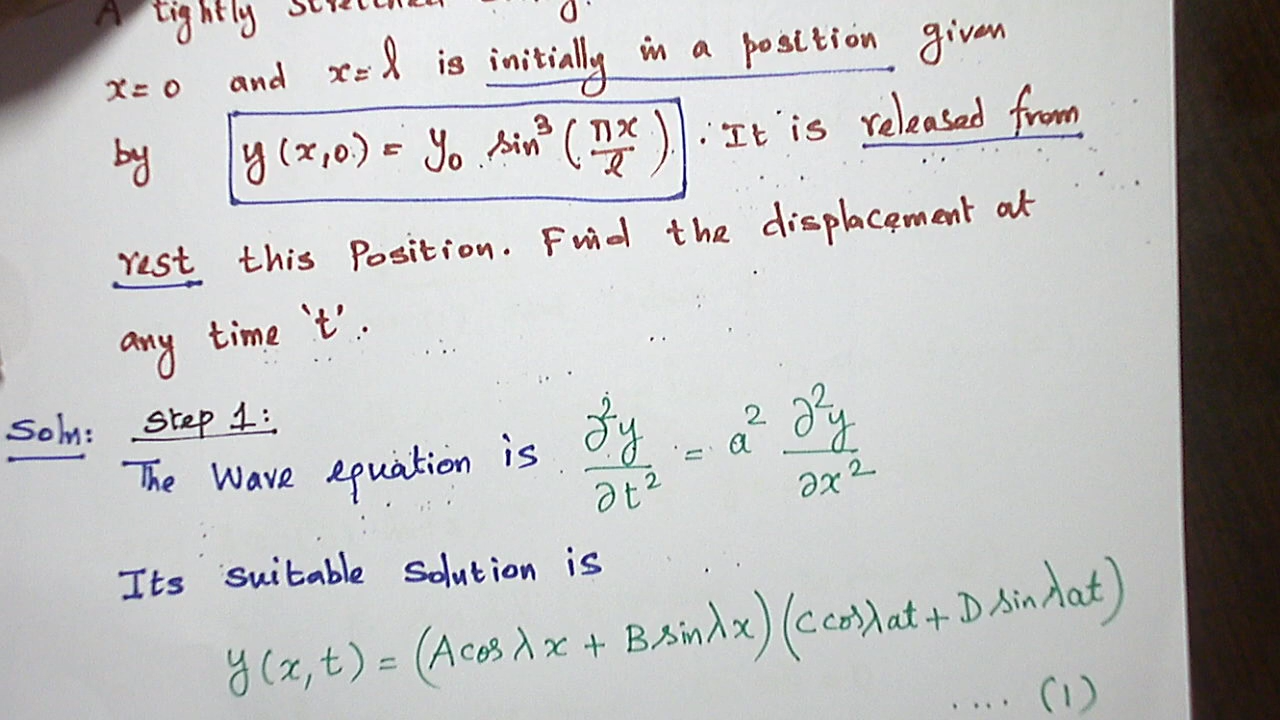 A tightly stretched
x=0 and x=l is initially in a position given
by y(x,0) = y₀ sin³(πx/l). It is released from
rest this Position. Find the displacement at
any time 't'.
Soln: Step 1:
The Wave equation is ∂²y/∂t² = a² ∂²y/∂x²
Its suitable solution is
y(x,t) = (A cos λx + B sin λx)(C cos λat + D sin λat)
.... (1)